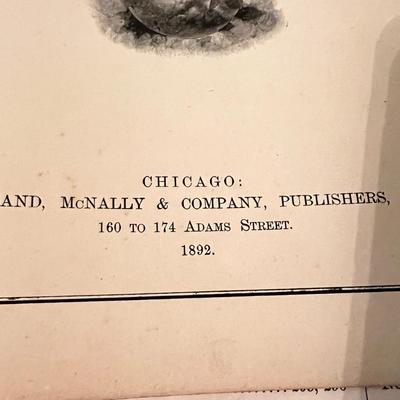 CHICAGO:
AND, McNALLY & COMPANY, PUBLISHERS,
160 TO 174 ADAMS STREET.
1892.